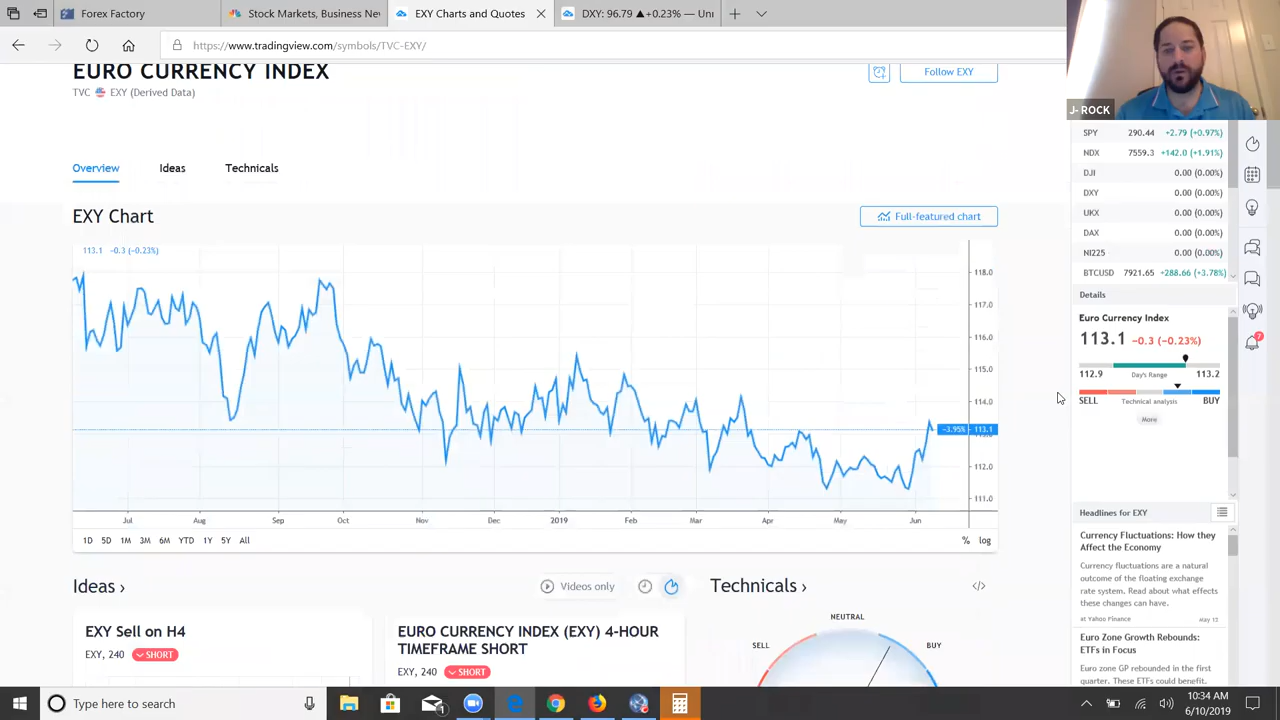 Forex Factory
Stock Markets, Business Ne
EXY Charts and Quotes
DXY: 96.79 ▲+0.23% — Un
https://www.tradingview.com/symbols/TVC-EXY/
J- ROCK
EURO CURRENCY INDEX
TVC EXY (Derived Data)
Follow EXY
Overview
Ideas
Technicals
EXY Chart
Full-featured chart
113.1 −0.3 (−0.23%)
118.0
117.0
116.0
115.0
114.0
−3.95% 113.1
112.0
111.0
Jul
Aug
Sep
Oct
Nov
Dec
2019
Feb
Mar
Apr
May
Jun
1D 5D 1M 3M 6M YTD 1Y 5Y All
% log
Ideas ›
Videos only
Technicals ›
</>
EXY Sell on H4
EXY, 240 SHORT
EURO CURRENCY INDEX (EXY) 4-HOUR
TIMEFRAME SHORT
EXY, 240 SHORT
NEUTRAL
SELL
BUY
SPY 290.44 +2.79 (+0.97%)
NDX 7559.3 +142.0 (+1.91%)
DJI 0.00 (0.00%)
DXY 0.00 (0.00%)
UKX 0.00 (0.00%)
DAX 0.00 (0.00%)
NI225 0.00 (0.00%)
BTCUSD 7921.65 +288.66 (+3.78%)
Details
Euro Currency Index
113.1 −0.3 (−0.23%)
112.9 Day's Range 113.2
SELL Technical analysis BUY
More
Headlines for EXY
Currency Fluctuations: How they
Affect the Economy
Currency fluctuations are a natural
outcome of the floating exchange
rate system. Read about what effects
these changes can have.
at Yahoo Finance May 12
Euro Zone Growth Rebounds:
ETFs in Focus
Euro zone GP rebounded in the first
quarter. These ETFs could benefit.
Type here to search
1
10:34 AM
6/10/2019